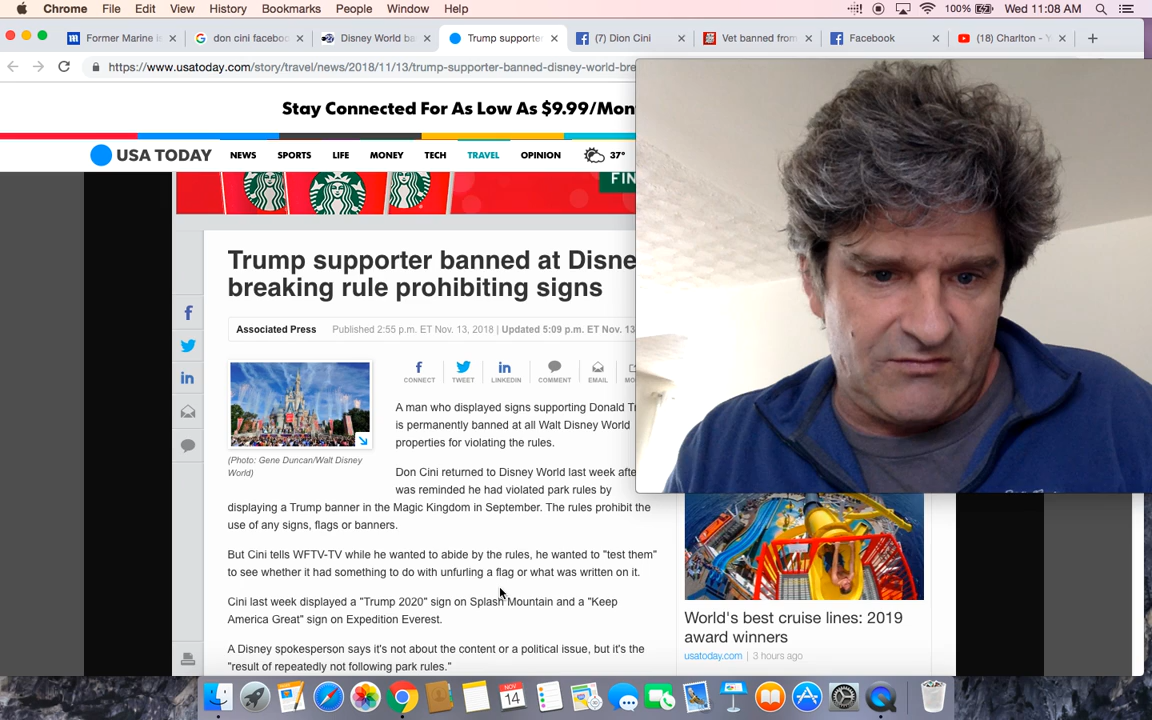 Chrome File Edit View History Bookmarks People Window Help 100% Wed 11:08 AM
Former Marine is
don cini faceboo
Disney World ba
Trump supporte
(7) Dion Cini
Vet banned from
Facebook
(18) Charlton - Y
https://www.usatoday.com/story/travel/news/2018/11/13/trump-supporter-banned-disney-world-bre
Stay Connected For As Low As $9.99/Mon
USA TODAY NEWS SPORTS LIFE MONEY TECH TRAVEL OPINION 37°
FIN
Trump supporter banned at Disne
breaking rule prohibiting signs
Associated Press Published 2:55 p.m. ET Nov. 13, 2018 | Updated 5:09 p.m. ET Nov. 13
CONNECT TWEET LINKEDIN COMMENT EMAIL MO
(Photo: Gene Duncan/Walt Disney
World)
A man who displayed signs supporting Donald Tr
is permanently banned at all Walt Disney World
properties for violating the rules.
Don Cini returned to Disney World last week afte
was reminded he had violated park rules by
displaying a Trump banner in the Magic Kingdom in September. The rules prohibit the
use of any signs, flags or banners.
But Cini tells WFTV-TV while he wanted to abide by the rules, he wanted to "test them"
to see whether it had something to do with unfurling a flag or what was written on it.
Cini last week displayed a "Trump 2020" sign on Splash Mountain and a "Keep
America Great" sign on Expedition Everest.
A Disney spokesperson says it's not about the content or a political issue, but it's the
"result of repeatedly not following park rules."
World's best cruise lines: 2019
award winners
usatoday.com | 3 hours ago
NOV
14